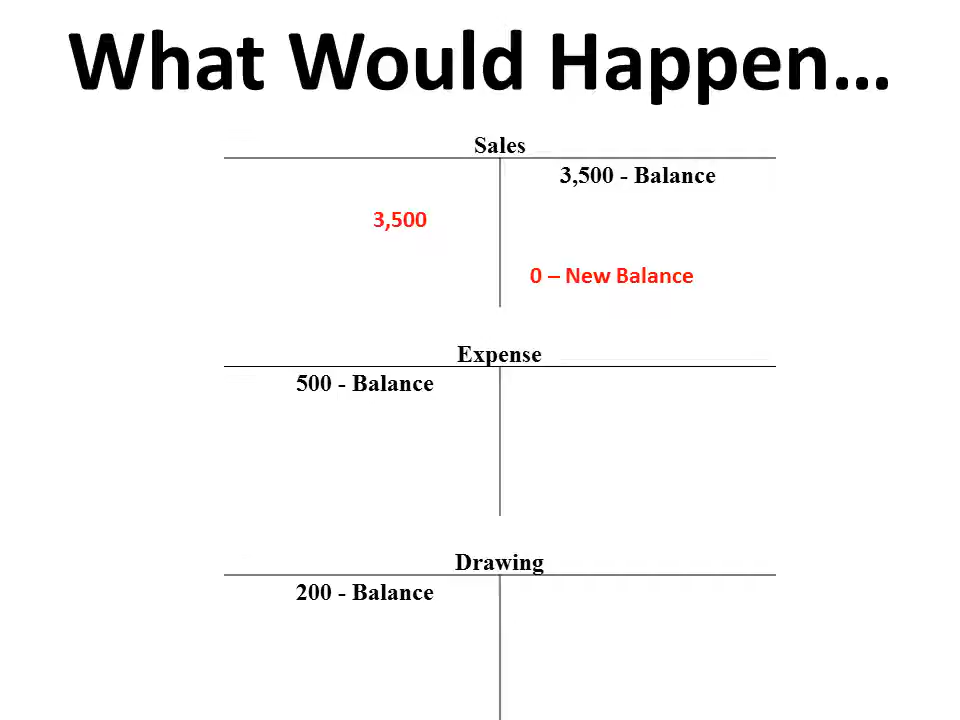 What Would Happen...
Sales
3,500 - Balance
3,500
0 – New Balance
Expense
500 - Balance
Drawing
200 - Balance